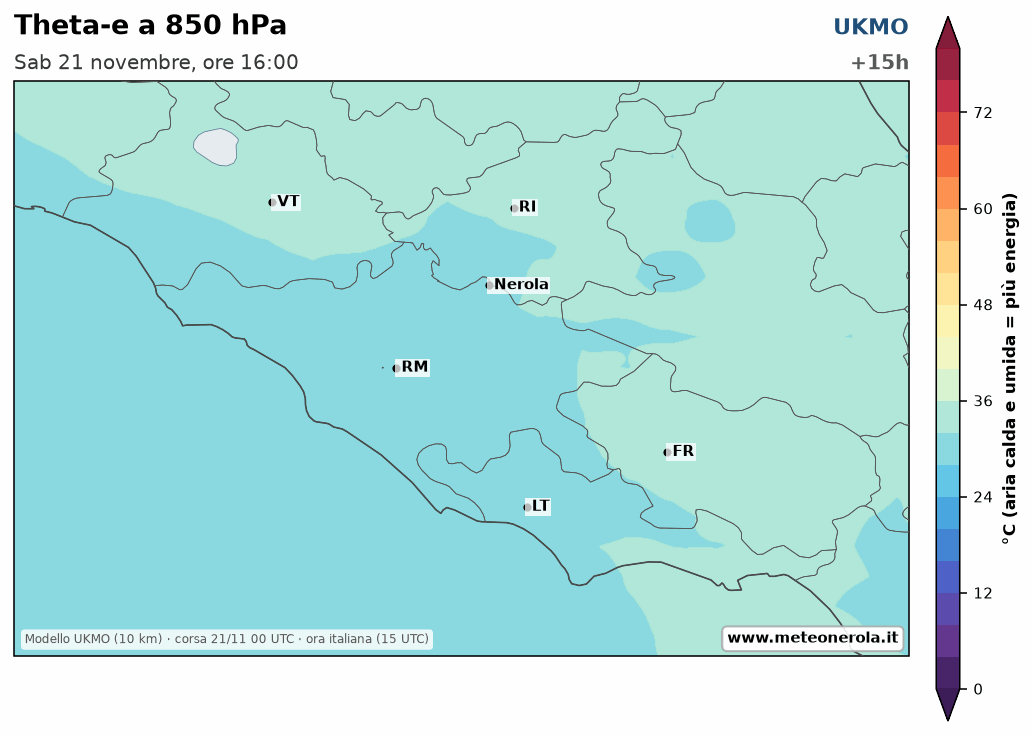 Theta-e a 850 hPa
UKMO
Sab 21 novembre, ore 16:00
+15h
VT
RI
Nerola
RM
FR
LT
Modello UKMO (10 km) · corsa 21/11 00 UTC · ora italiana (15 UTC)
www.meteonerola.it
72
60
48
36
24
12
0
°C (aria calda e umida = più energia)